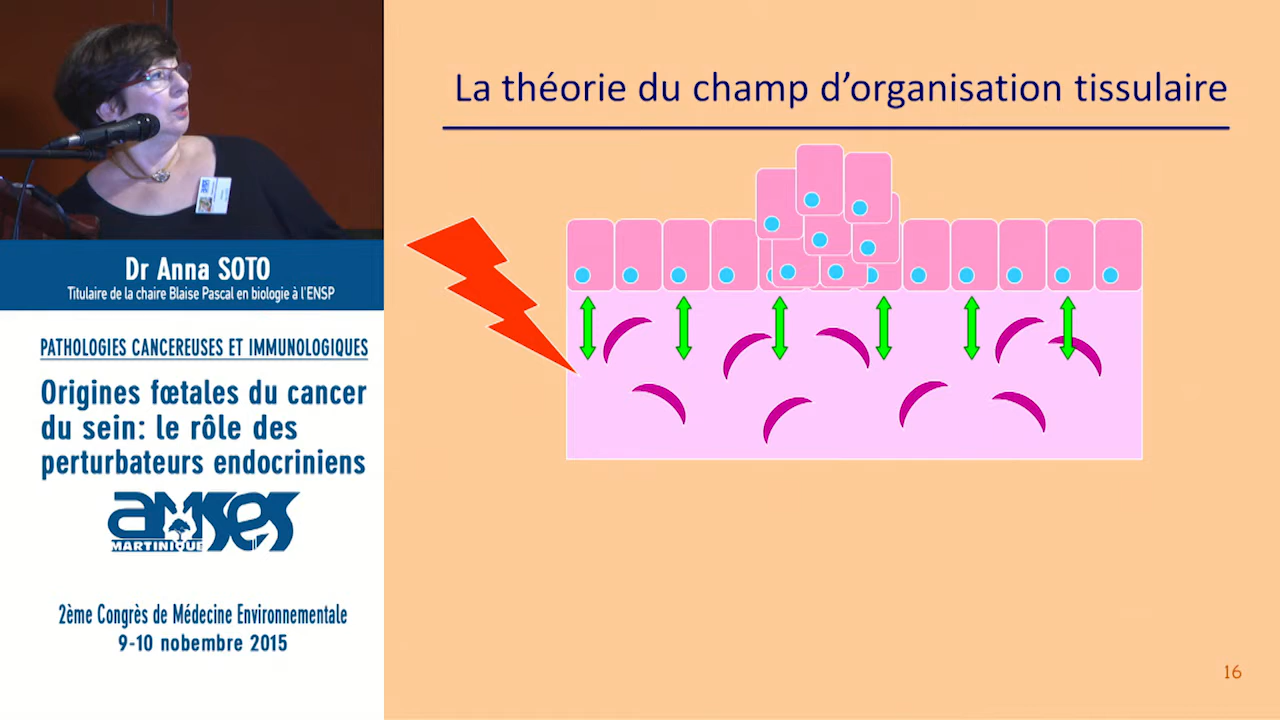 La théorie du champ d'organisation tissulaire
Dr Anna SOTO
Titulaire de la chaire Blaise Pascal en biologie à l'ENSP
PATHOLOGIES CANCEREUSES ET IMMUNOLOGIQUES
Origines fœtales du cancer
du sein: le rôle des
perturbateurs endocriniens
amses
MARTINIQUE
2ème Congrès de Médecine Environnementale
9-10 nobembre 2015
16